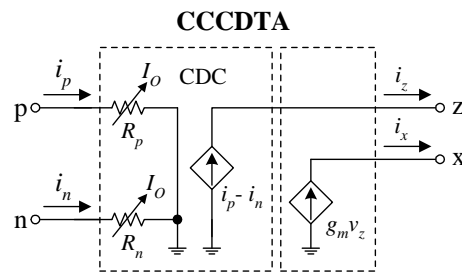 CCCDTA
i_p
I_O
CDC
i_z
p
R_p
z
i_x
x
i_n
I_O
i_p - i_n
n
R_n
g_m v_z